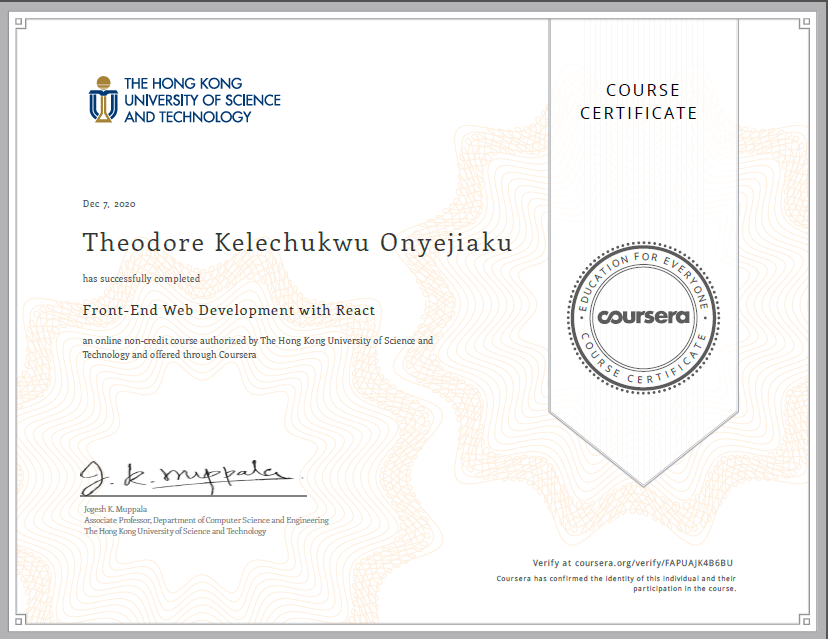 THE HONG KONG
UNIVERSITY OF SCIENCE
AND TECHNOLOGY
COURSE
CERTIFICATE
Dec 7, 2020
Theodore Kelechukwu Onyejiaku
has successfully completed
Front-End Web Development with React
an online non-credit course authorized by The Hong Kong University of Science and
Technology and offered through Coursera
EDUCATION FOR EVERYONE
coursera
COURSE CERTIFICATE
J. K. Muppala
Jogesh K. Muppala
Associate Professor, Department of Computer Science and Engineering
The Hong Kong University of Science and Technology
Verify at coursera.org/verify/FAPUAJK4B6BU
Coursera has confirmed the identity of this individual and their
participation in the course.